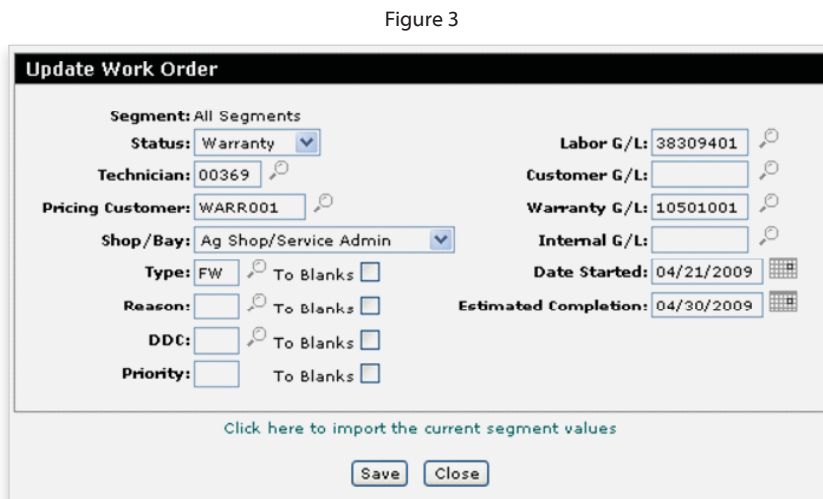 Figure 3
Update Work Order
Segment: All Segments
Status: Warranty
Labor G/L: 38309401
Technician: 00369
Customer G/L:
Pricing Customer: WARR001
Warranty G/L: 10501001
Shop/Bay: Ag Shop/Service Admin
Internal G/L:
Type: FW To Blanks
Date Started: 04/21/2009
Reason: To Blanks
Estimated Completion: 04/30/2009
DDC: To Blanks
Priority: To Blanks
Click here to import the current segment values
Save Close